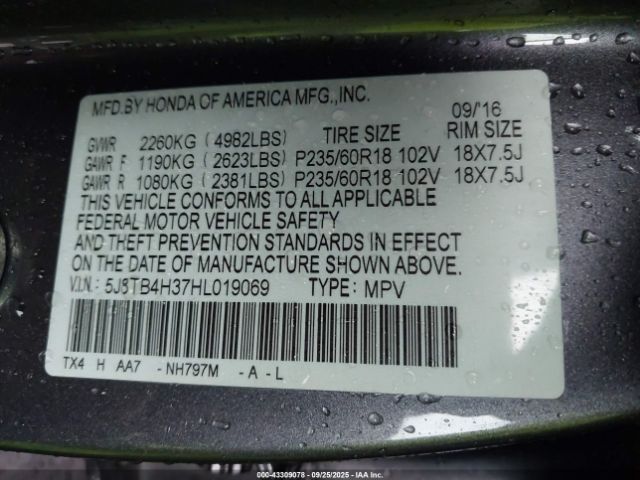 MFD.BY HONDA OF AMERICA MFG.,INC.
09/'16
GVWR 2260KG ( 4982LBS) TIRE SIZE RIM SIZE
GAWR F 1190KG ( 2623LBS) P235/60R18 102V 18X7.5J
GAWR R 1080KG ( 2381LBS) P235/60R18 102V 18X7.5J
THIS VEHICLE CONFORMS TO ALL APPLICABLE
FEDERAL MOTOR VEHICLE SAFETY
AND THEFT PREVENTION STANDARDS IN EFFECT
ON THE DATE OF MANUFACTURE SHOWN ABOVE.
V.I.N.: 5J8TB4H37HL019069 TYPE: MPV
TX4 H AA7 - NH797M - A - L
000-43309078 - 09/25/2025 - IAA Inc.